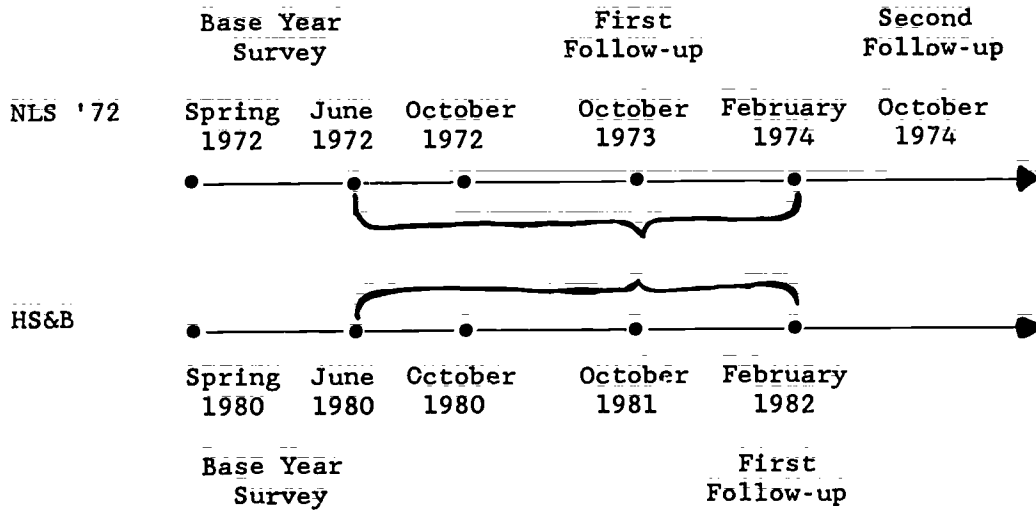 Base Year First Second
Survey Follow-up Follow-up
NLS '72 Spring June October October February October
1972 1972 1972 1973 1974 1974
HS&B
Spring June October October February
1980 1980 1980 1981 1982
Base Year First
Survey Follow-up